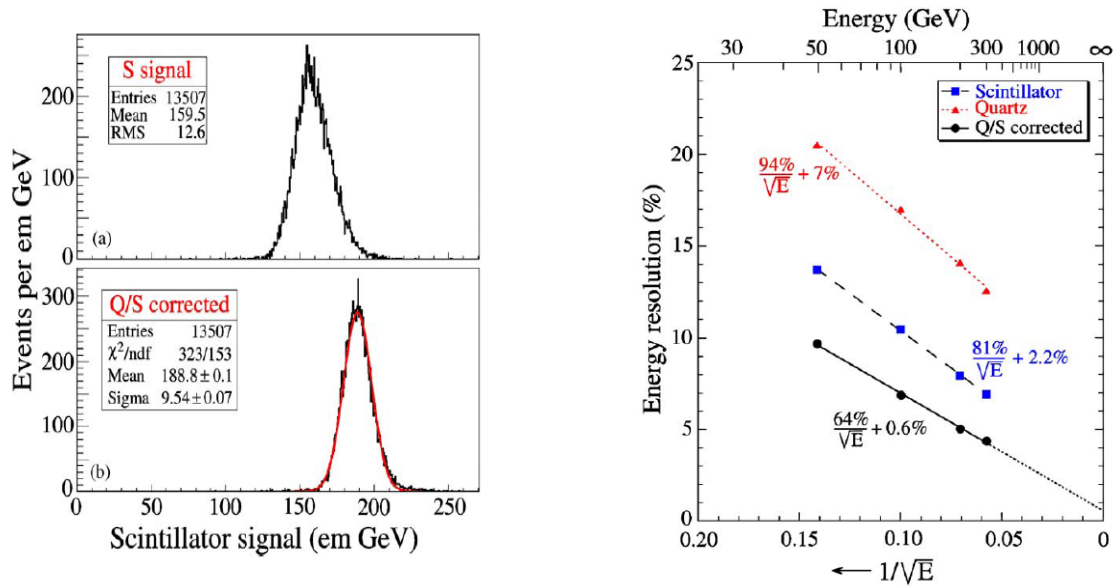 S signal
Entries 13507
Mean 159.5
RMS 12.6
200
100
0
(a)
Q/S corrected
Entries 13507
χ²/ndf 323/153
Mean 188.8 ± 0.1
Sigma 9.54 ± 0.07
300
200
100
0
(b)
Events per em GeV
0 50 100 150 200 250
Scintillator signal (em GeV)
Energy (GeV)
30 50 100 300 1000 ∞
Scintillator
Quartz
Q/S corrected
94%/√E + 7%
81%/√E + 2.2%
64%/√E + 0.6%
25
20
15
10
5
0
Energy resolution (%)
0.20 0.15 0.10 0.05 0
← 1/√E